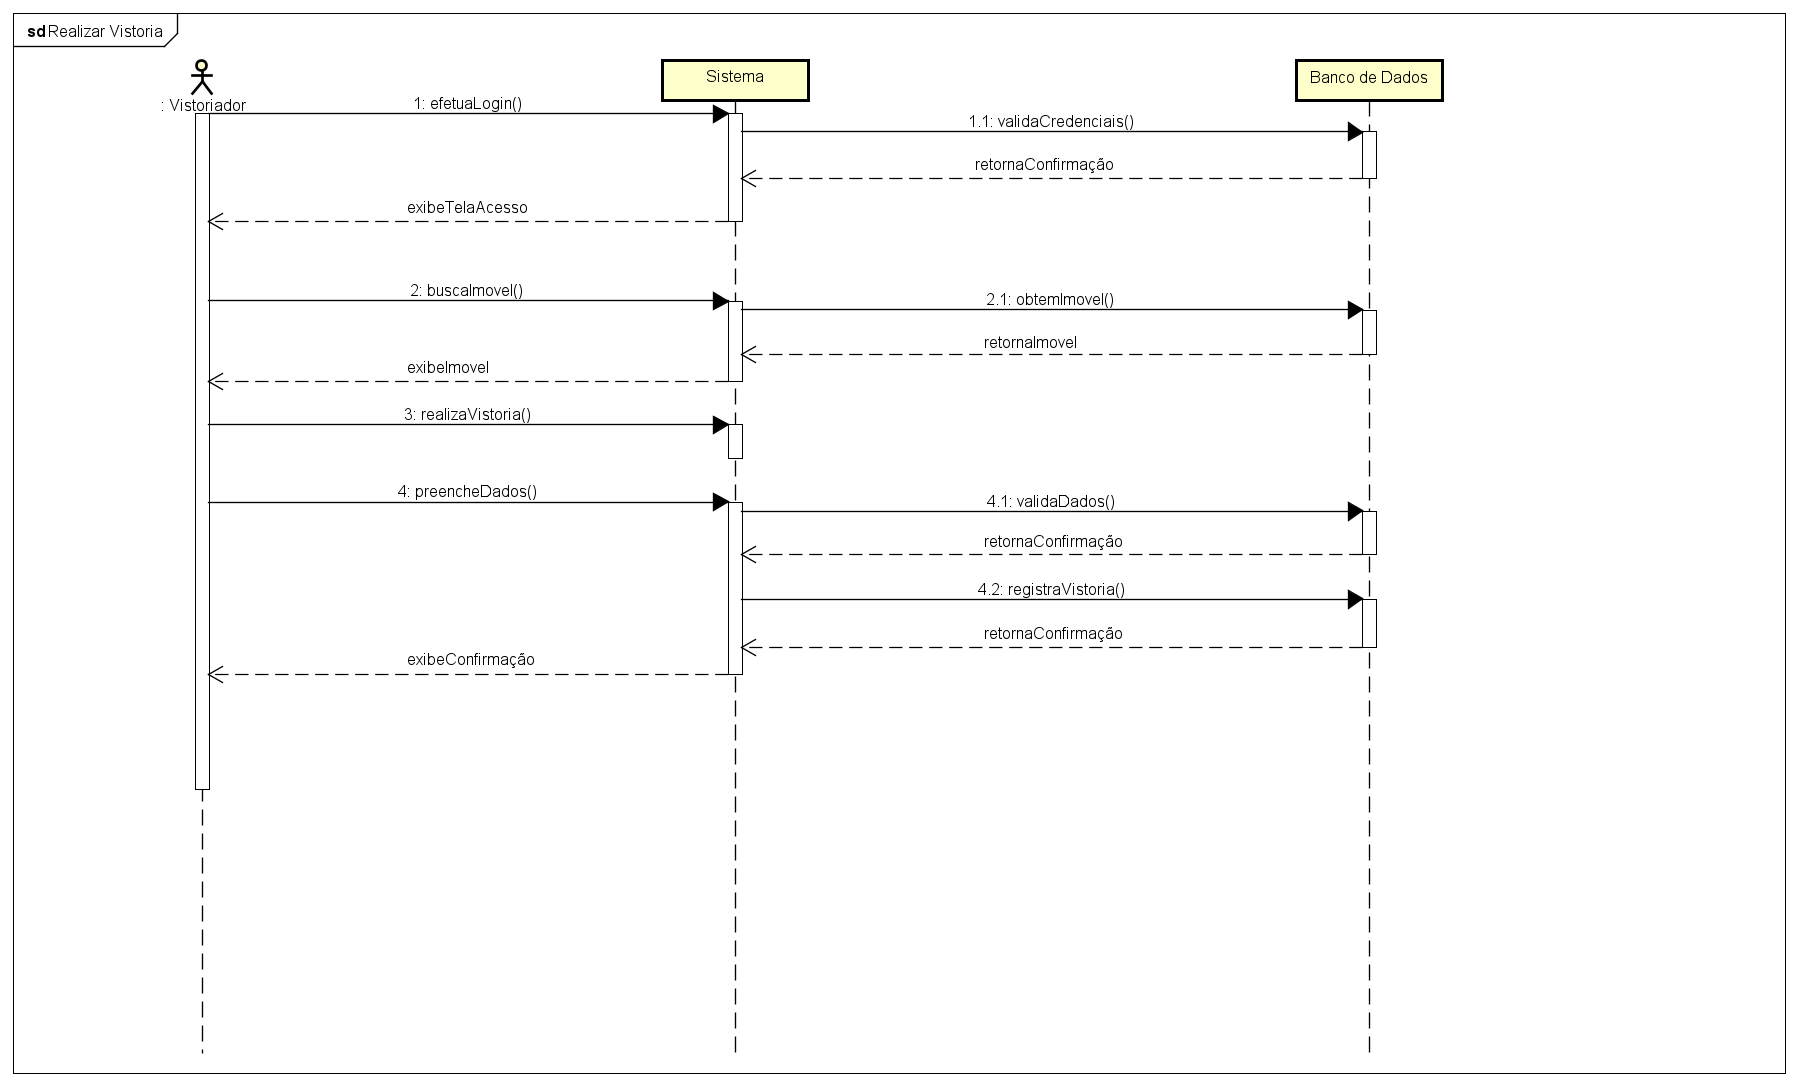 sd Realizar Vistoria
Sistema
Banco de Dados
: Vistoriador
1: efetuaLogin()
1.1: validaCredenciais()
retornaConfirmação
exibeTelaAcesso
2: buscaImovel()
2.1: obtemImovel()
retornaImovel
exibeImovel
3: realizaVistoria()
4: preencheDados()
4.1: validaDados()
retornaConfirmação
4.2: registraVistoria()
retornaConfirmação
exibeConfirmação